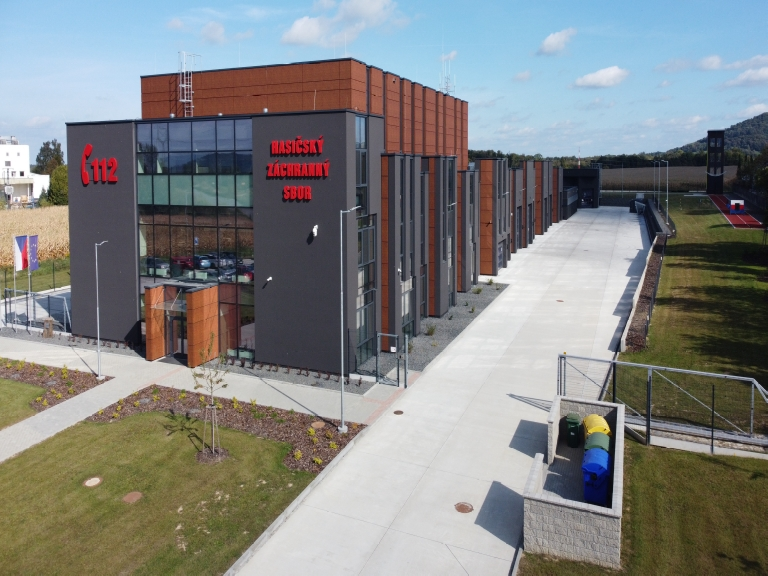 112
HASIČSKÝ
ZÁCHRANNÝ
SBOR